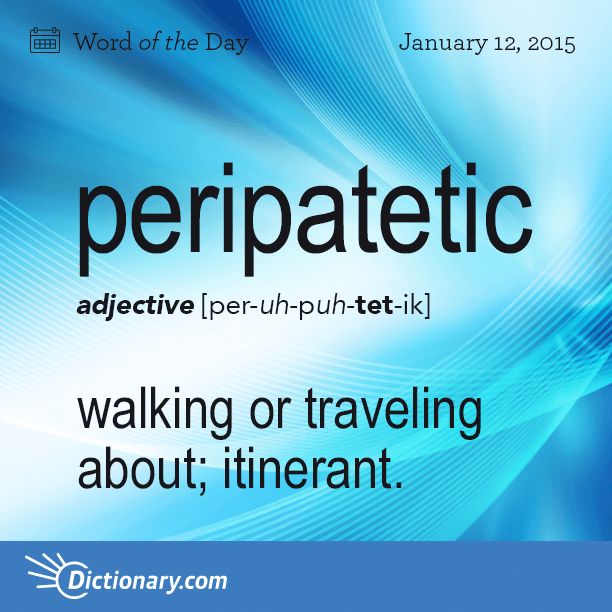 Word of the Day January 12, 2015
peripatetic
adjective [per-uh-puh-tet-ik]
walking or traveling
about; itinerant.
Dictionary.com